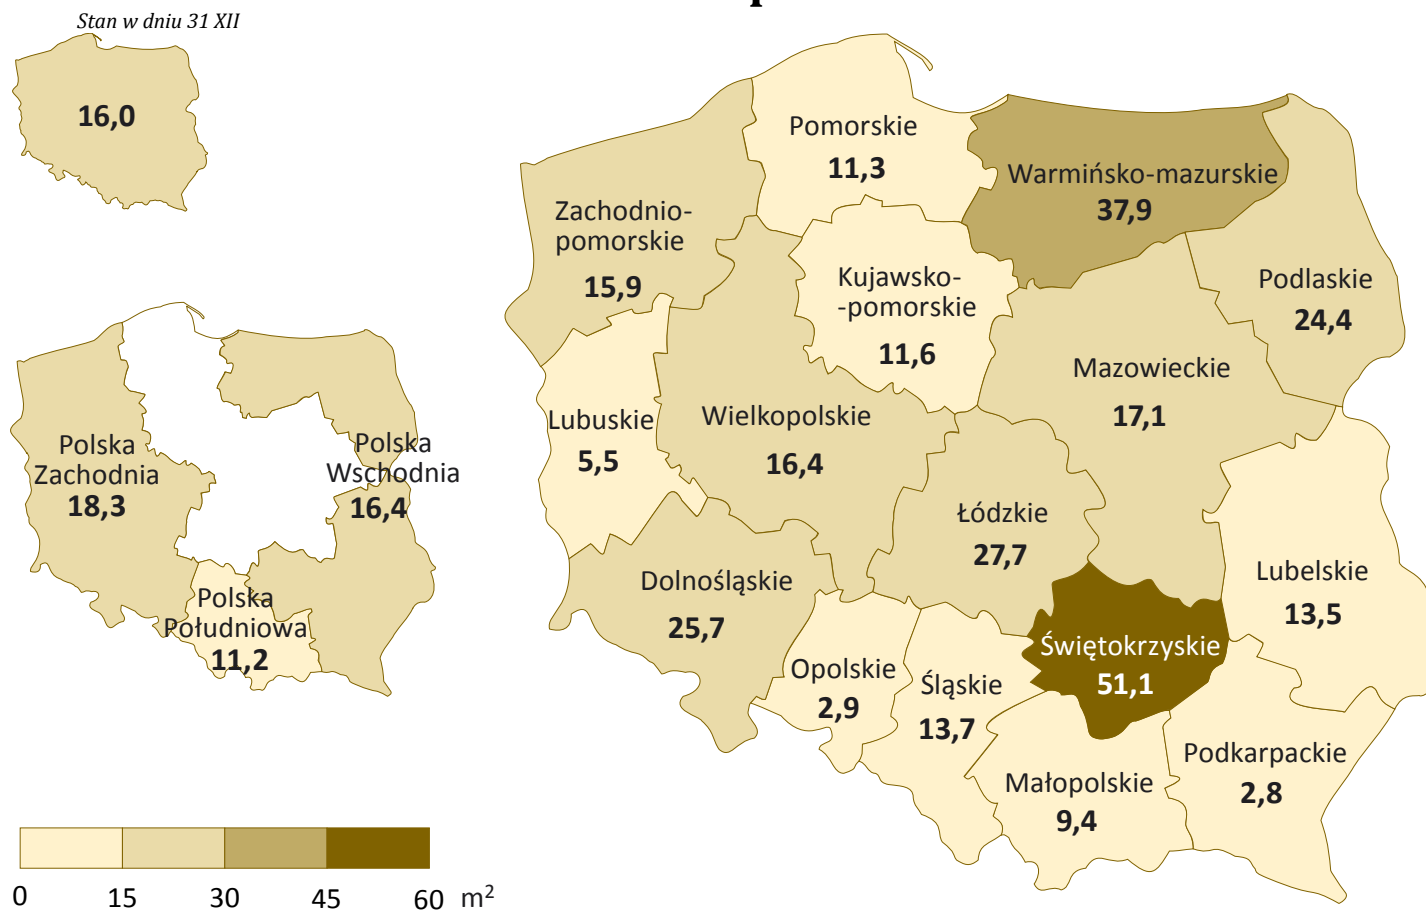 Stan w dniu 31 XII
16,0
Polska
Zachodnia
18,3
Polska
Wschodnia
16,4
Polska
Południowa
11,2
Pomorskie
11,3
Warmińsko-mazurskie
37,9
Zachodnio-
pomorskie
15,9
Kujawsko-
-pomorskie
11,6
Podlaskie
24,4
Mazowieckie
17,1
Lubuskie
5,5
Wielkopolskie
16,4
Łódzkie
27,7
Lubelskie
13,5
Dolnośląskie
25,7
Świętokrzyskie
51,1
Opolskie
2,9
Śląskie
13,7
Małopolskie
9,4
Podkarpackie
2,8
0 15 30 45 60 m²